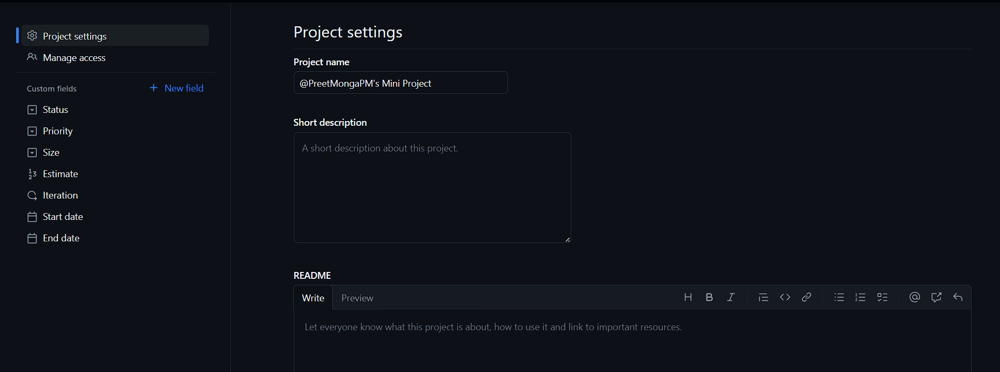 Project settings
Manage access
Custom fields
New field
Status
Priority
Size
Estimate
Iteration
Start date
End date
Project settings
Project name
@PreetMongaPM's Mini Project
Short description
A short description about this project.
README
Write Preview
Let everyone know what this project is about, how to use it and link to important resources.